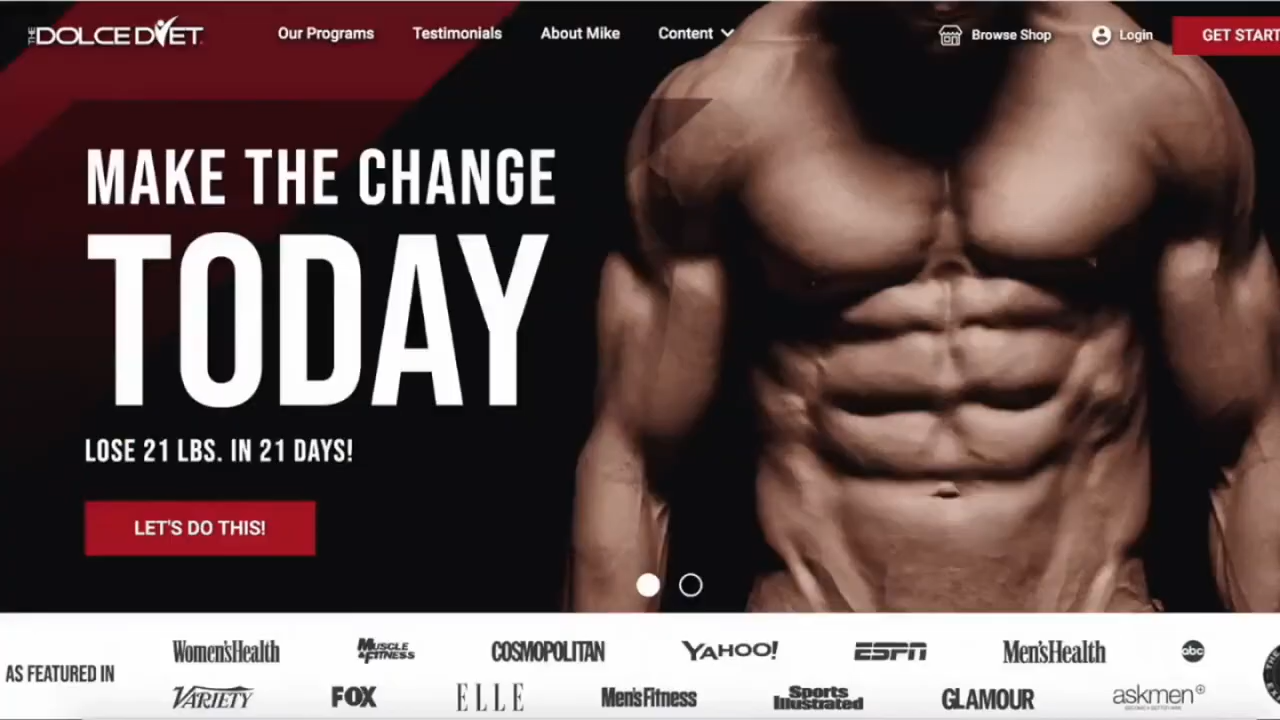 THE DOLCE DIET
Our Programs
Testimonials
About Mike
Content
Browse Shop
Login
GET START
MAKE THE CHANGE
TODAY
LOSE 21 LBS. IN 21 DAYS!
LET'S DO THIS!
AS FEATURED IN
Women'sHealth
MUSCLE &FITNESS
COSMOPOLITAN
YAHOO!
ESPN
Men'sHealth
abc
VARIETY
FOX
ELLE
Men'sFitness
Sports Illustrated
GLAMOUR
askmen